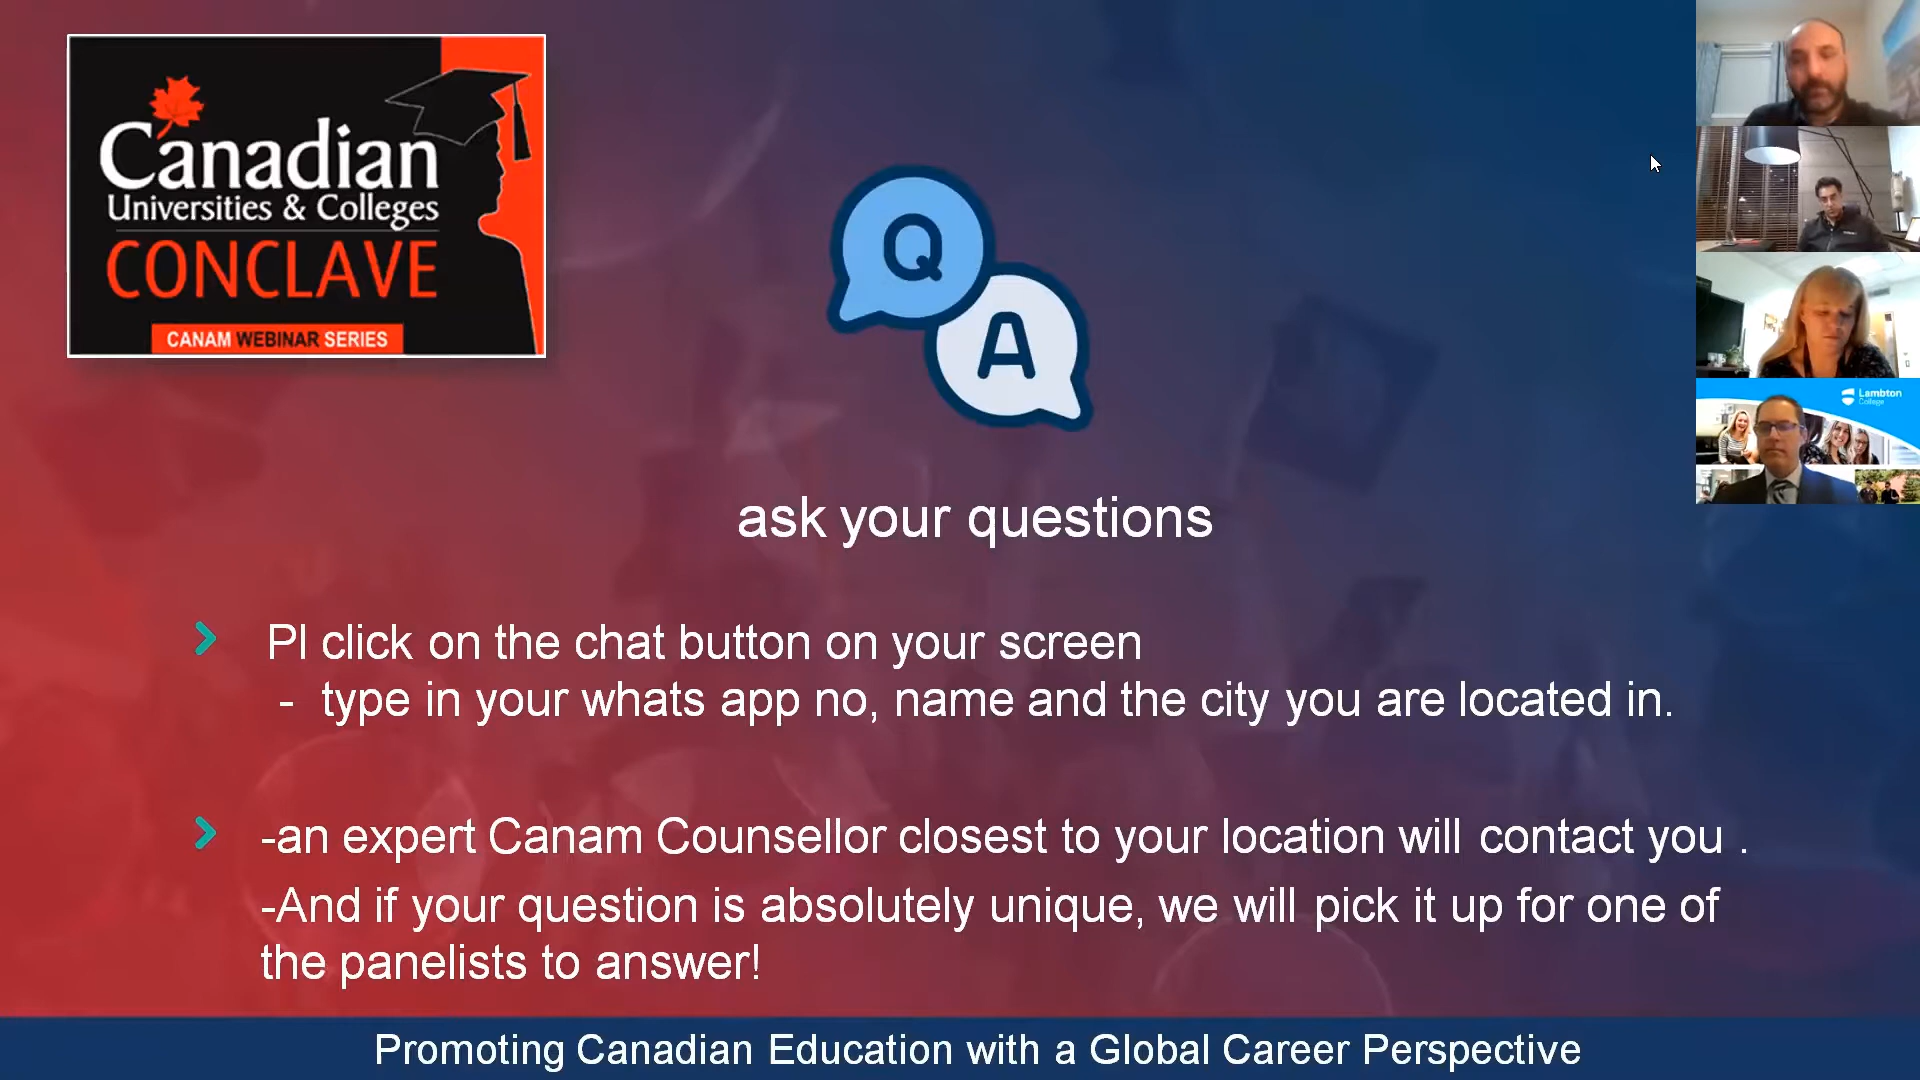 Canadian
Universities & Colleges
CONCLAVE
CANAM WEBINAR SERIES
Q
A
Lambton
College
ask your questions
Pl click on the chat button on your screen
- type in your whats app no, name and the city you are located in.
-an expert Canam Counsellor closest to your location will contact you .
-And if your question is absolutely unique, we will pick it up for one of
the panelists to answer!
Promoting Canadian Education with a Global Career Perspective